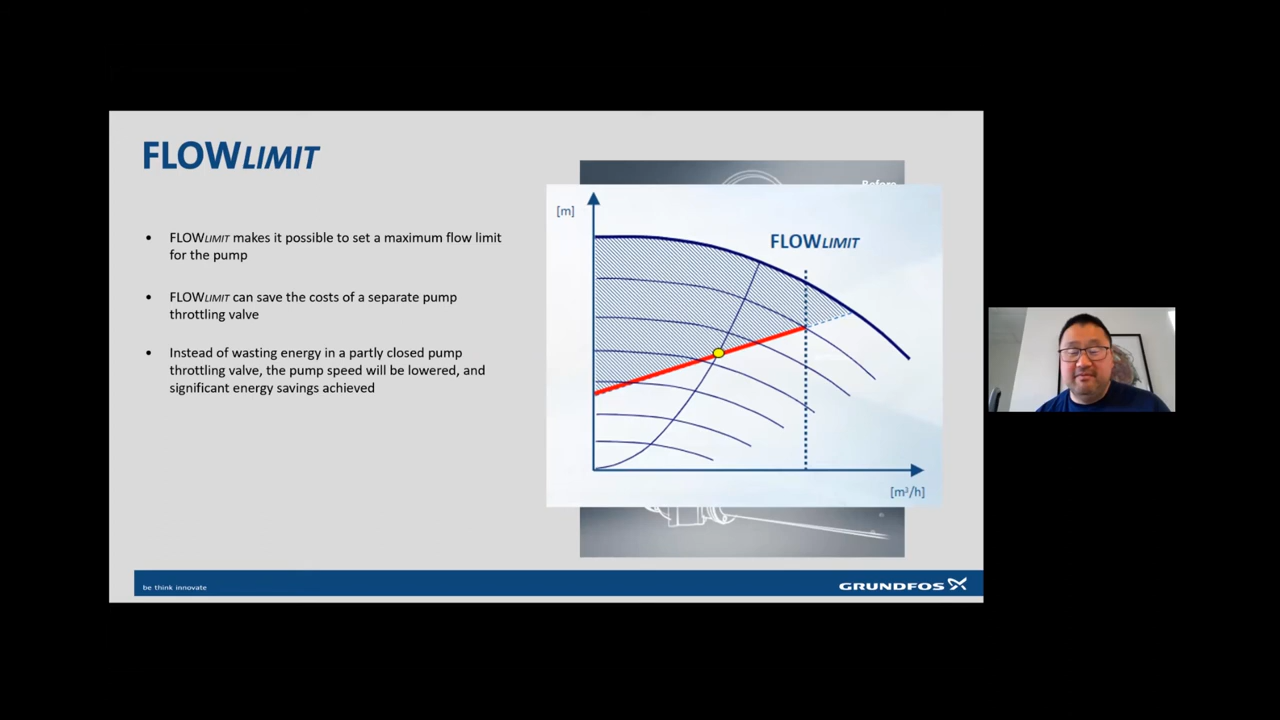 FLOWLIMIT
• FLOWLIMIT makes it possible to set a maximum flow limit
for the pump
• FLOWLIMIT can save the costs of a separate pump
throttling valve
• Instead of wasting energy in a partly closed pump
throttling valve, the pump speed will be lowered, and
significant energy savings achieved
Before
[m]
FLOWLIMIT
[m³/h]
be think innovate
GRUNDFOS